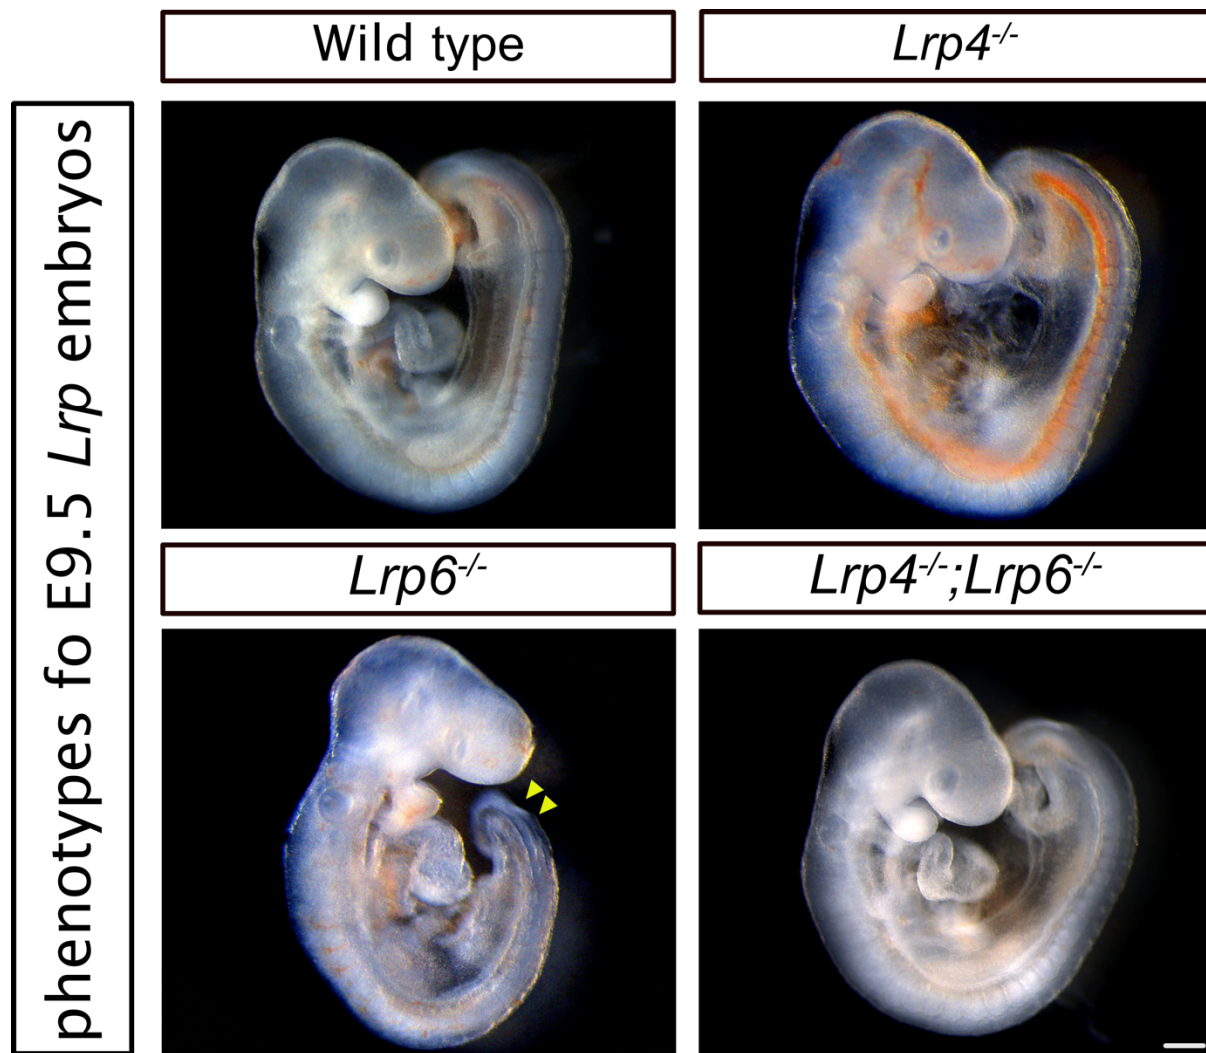 Wild type
Lrp4-/-
phenotypes fo E9.5 Lrp embryos
Lrp6-/-
Lrp4-/-;Lrp6-/-